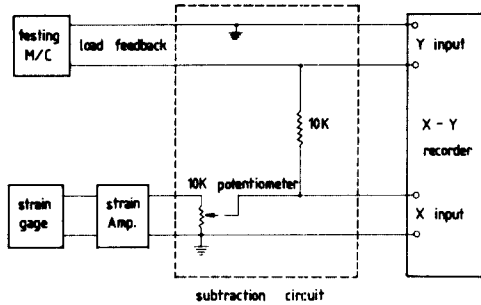 testing
M/C
load feedback
Y input
10K
X - Y
recorder
10K potentiometer
strain
gage
strain
Amp.
X input
subtraction circuit